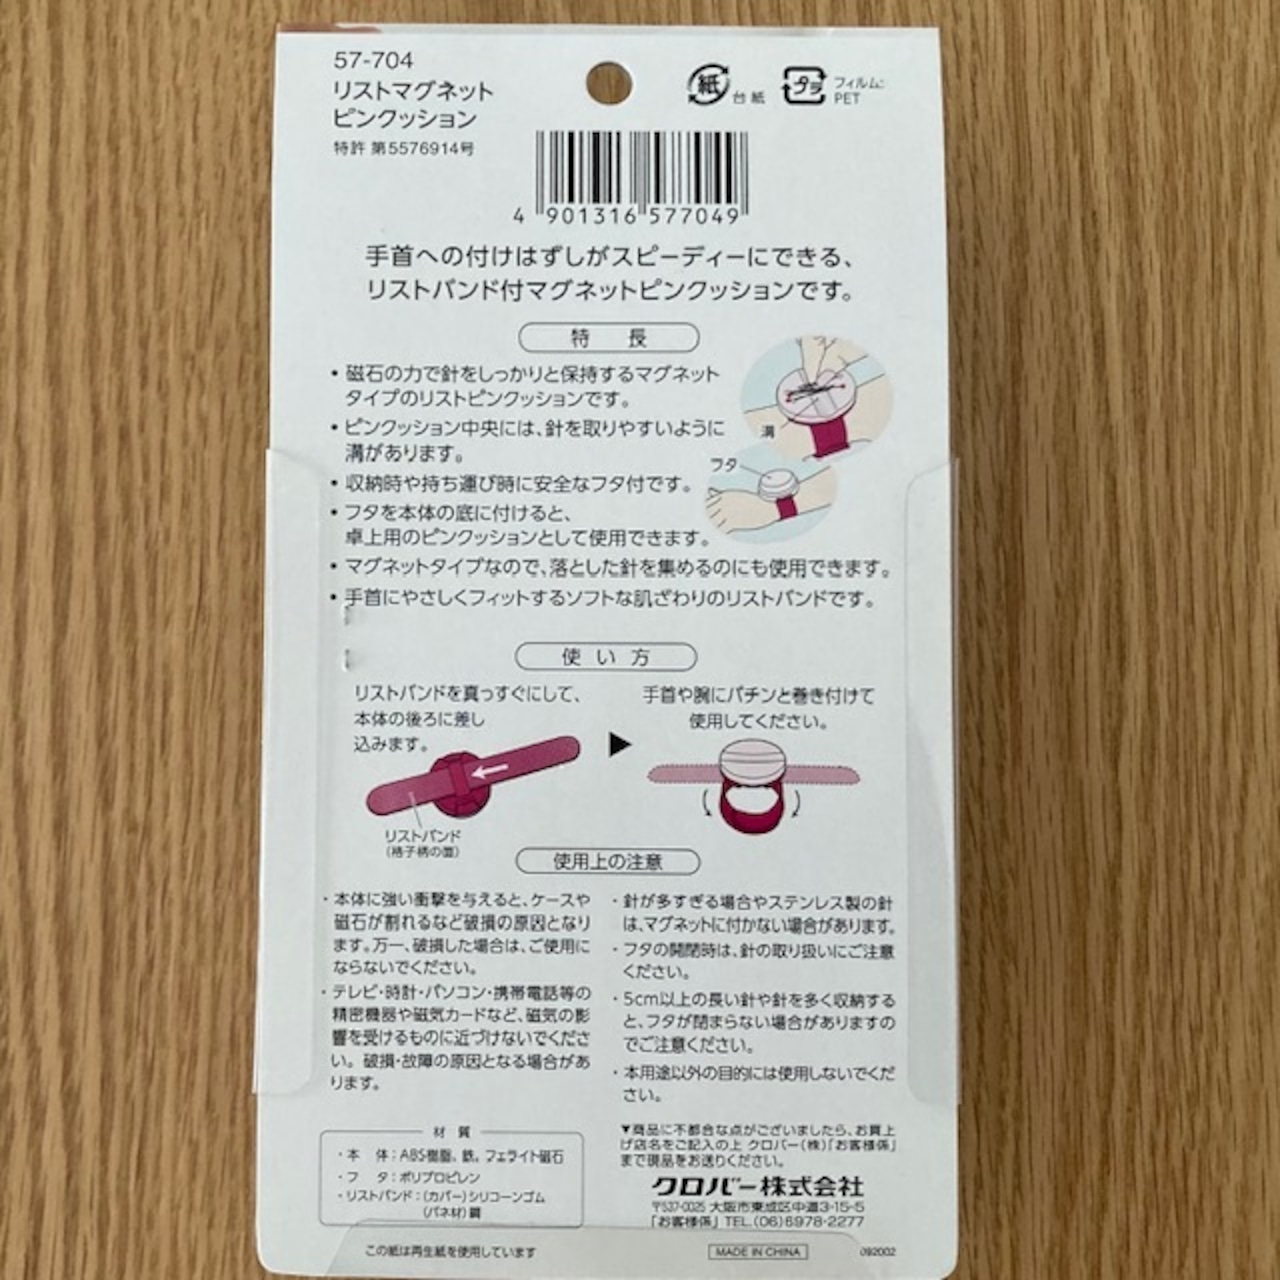 57-704
リストマグネット
ピンクッション
特許 第5576914号
紙
台紙
プラ
フィルム:
PET
4 901316 577049
手首への付けはずしがスピーディーにできる、
リストバンド付マグネットピンクッションです。
特 長
• 磁石の力で針をしっかりと保持するマグネット
タイプのリストピンクッションです。
• ピンクッション中央には、針を取りやすいように
溝があります。
• 収納時や持ち運び時に安全なフタ付です。
• フタを本体の底に付けると、
卓上用のピンクッションとして使用できます。
• マグネットタイプなので、落とした針を集めるのにも使用できます。
• 手首にやさしくフィットするソフトな肌ざわりのリストバンドです。
溝
フタ
使 い 方
リストバンドを真っすぐにして、
本体の後ろに差し
込みます。
リストバンド
(格子柄の面)
手首や腕にパチンと巻き付けて
使用してください。
使用上の注意
・本体に強い衝撃を与えると、ケースや
磁石が割れるなど破損の原因となり
ます。万一、破損した場合は、ご使用に
ならないでください。
・テレビ・時計・パソコン・携帯電話等の
精密機器や磁気カードなど、磁気の影
響を受けるものに近づけないでくださ
い。破損・故障の原因となる場合があ
ります。
・針が多すぎる場合やステンレス製の針
は、マグネットに付かない場合があります。
・フタの開閉時は、針の取り扱いにご注意
ください。
・5cm以上の長い針や針を多く収納する
と、フタが閉まらない場合がありますの
でご注意ください。
・本用途以外の目的には使用しないでくだ
さい。
材 質
・本 体:ABS樹脂、鉄、フェライト磁石
・フ タ:ポリプロピレン
・リストバンド:(カバー)シリコーンゴム
(バネ材)鋼
▼商品に不都合な点がございましたら、お買上
げ店名をご記入の上 クロバー(株)「お客様係」
まで現品をお送りください。
クロバー株式会社
〒537-0025 大阪市東成区中道3-15-5
「お客様係」 TEL.(06)6978-2277
この紙は再生紙を使用しています
MADE IN CHINA
092002